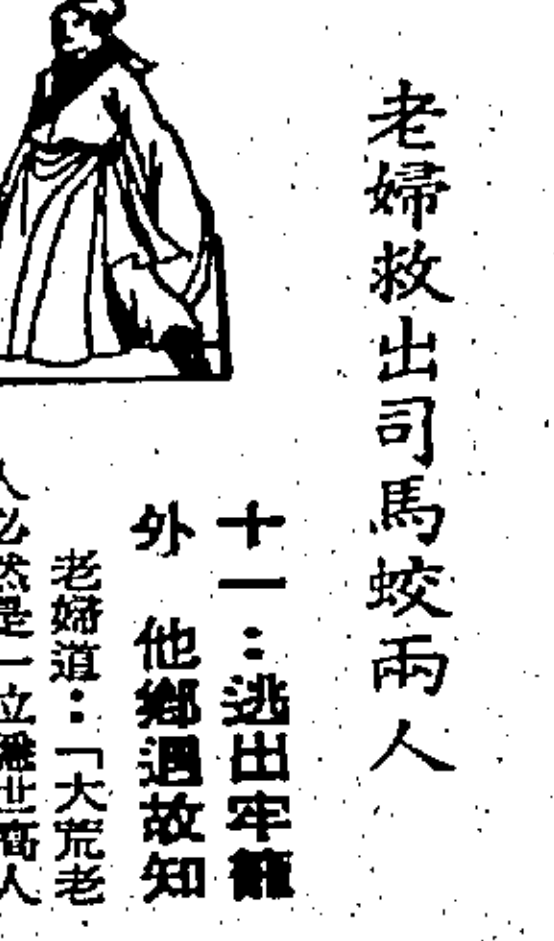 老婦救出司馬蛟兩人
十一：逃出牢籠
外　他鄉遇故知
老婦道：「大荒老
人必然是一位離世高人